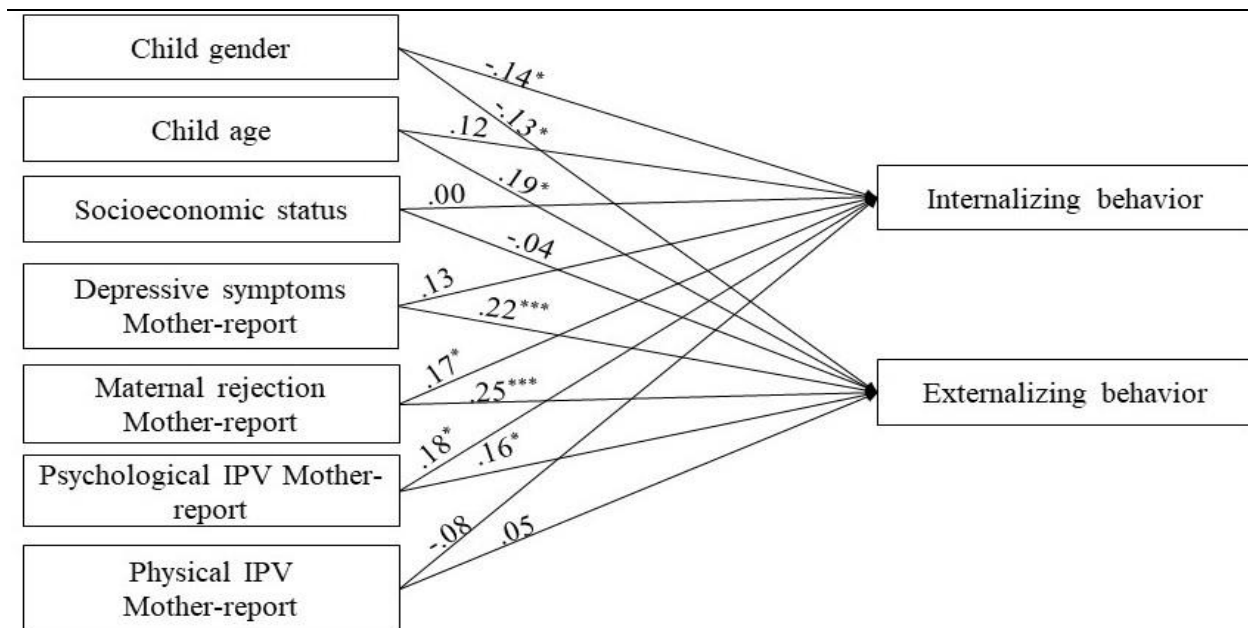 Child gender
Child age
Socioeconomic status
Depressive symptoms
Mother-report
Maternal rejection
Mother-report
Psychological IPV Mother-
report
Physical IPV
Mother-report
-.14*
-.13*
.12
.19*
.00
-.04
.13
.22***
.17*
.25***
.18*
.16*
-.08
.05
Internalizing behavior
Externalizing behavior